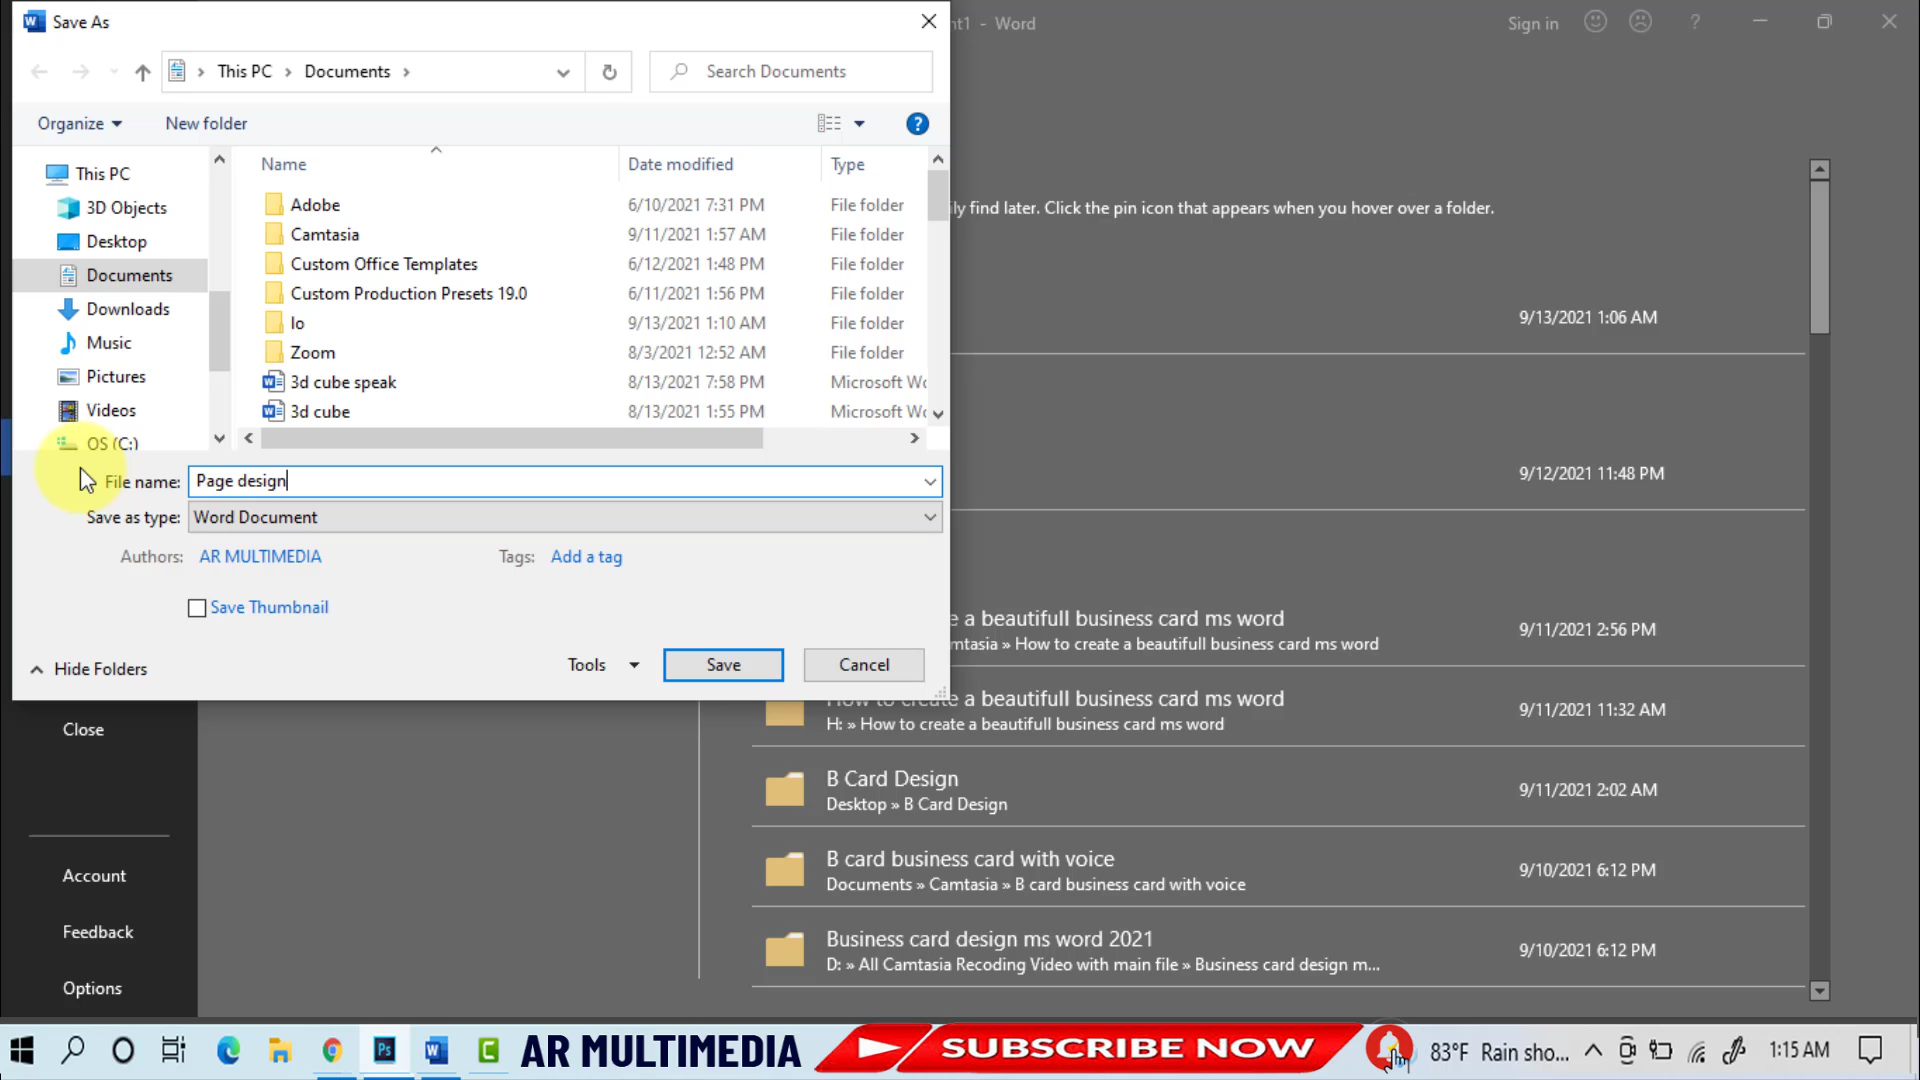 Save As
nt1 - Word
Sign in
?
This PC
Documents
Search Documents
Organize
New folder
?
Name
Date modified
Type
This PC
3D Objects
Desktop
Documents
Downloads
Music
Pictures
Videos
OS (C:)
Adobe 6/10/2021 7:31 PM File folder
Camtasia 9/11/2021 1:57 AM File folder
Custom Office Templates 6/12/2021 1:48 PM File folder
Custom Production Presets 19.0 6/11/2021 1:56 PM File folder
Io 9/13/2021 1:10 AM File folder
Zoom 8/3/2021 12:52 AM File folder
3d cube speak 8/13/2021 7:58 PM Microsoft Wo
3d cube 8/13/2021 1:55 PM Microsoft Wo
File name: Page design
Save as type: Word Document
Authors: AR MULTIMEDIA
Tags: Add a tag
Save Thumbnail
Hide Folders
Tools
Save
Cancel
ily find later. Click the pin icon that appears when you hover over a folder.
9/13/2021 1:06 AM
9/12/2021 11:48 PM
e a beautifull business card ms word
mtasia » How to create a beautifull business card ms word
9/11/2021 2:56 PM
How to create a beautifull business card ms word
H: » How to create a beautifull business card ms word
9/11/2021 11:32 AM
B Card Design
Desktop » B Card Design
9/11/2021 2:02 AM
B card business card with voice
Documents » Camtasia » B card business card with voice
9/10/2021 6:12 PM
Business card design ms word 2021
D: » All Camtasia Recoding Video with main file » Business card design m...
9/10/2021 6:12 PM
Close
Account
Feedback
Options
Ps
W
C
AR MULTIMEDIA
SUBSCRIBE NOW
83°F Rain sho...
1:15 AM